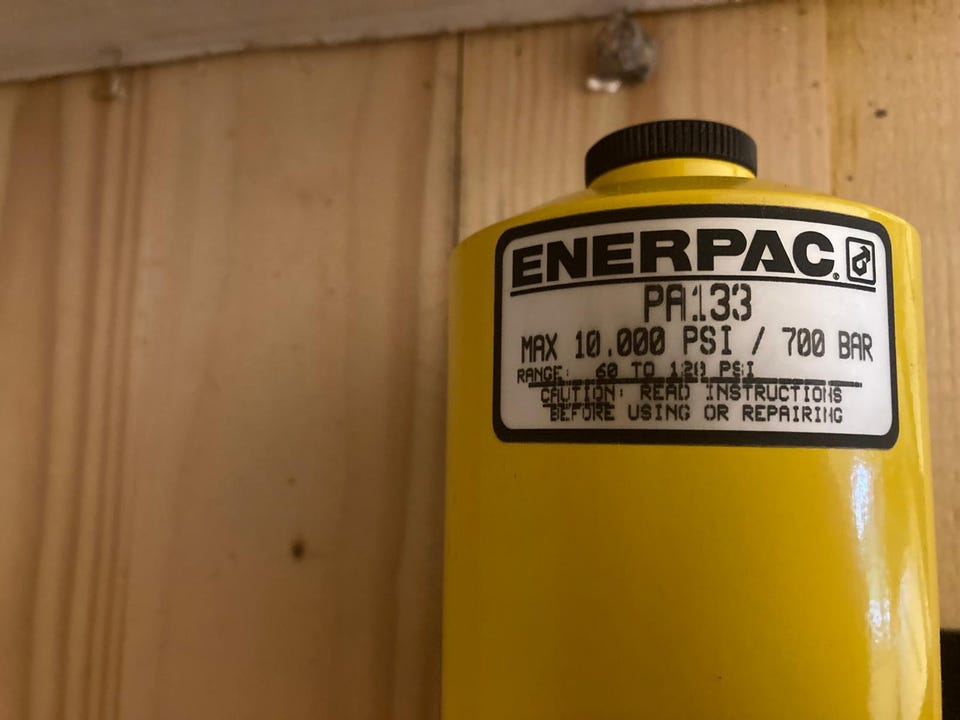 ENERPAC
PA133
MAX 10,000 PSI / 700 BAR
RANGE: 60 TO 120 PSI
CAUTION: READ INSTRUCTIONS
BEFORE USING OR REPAIRING